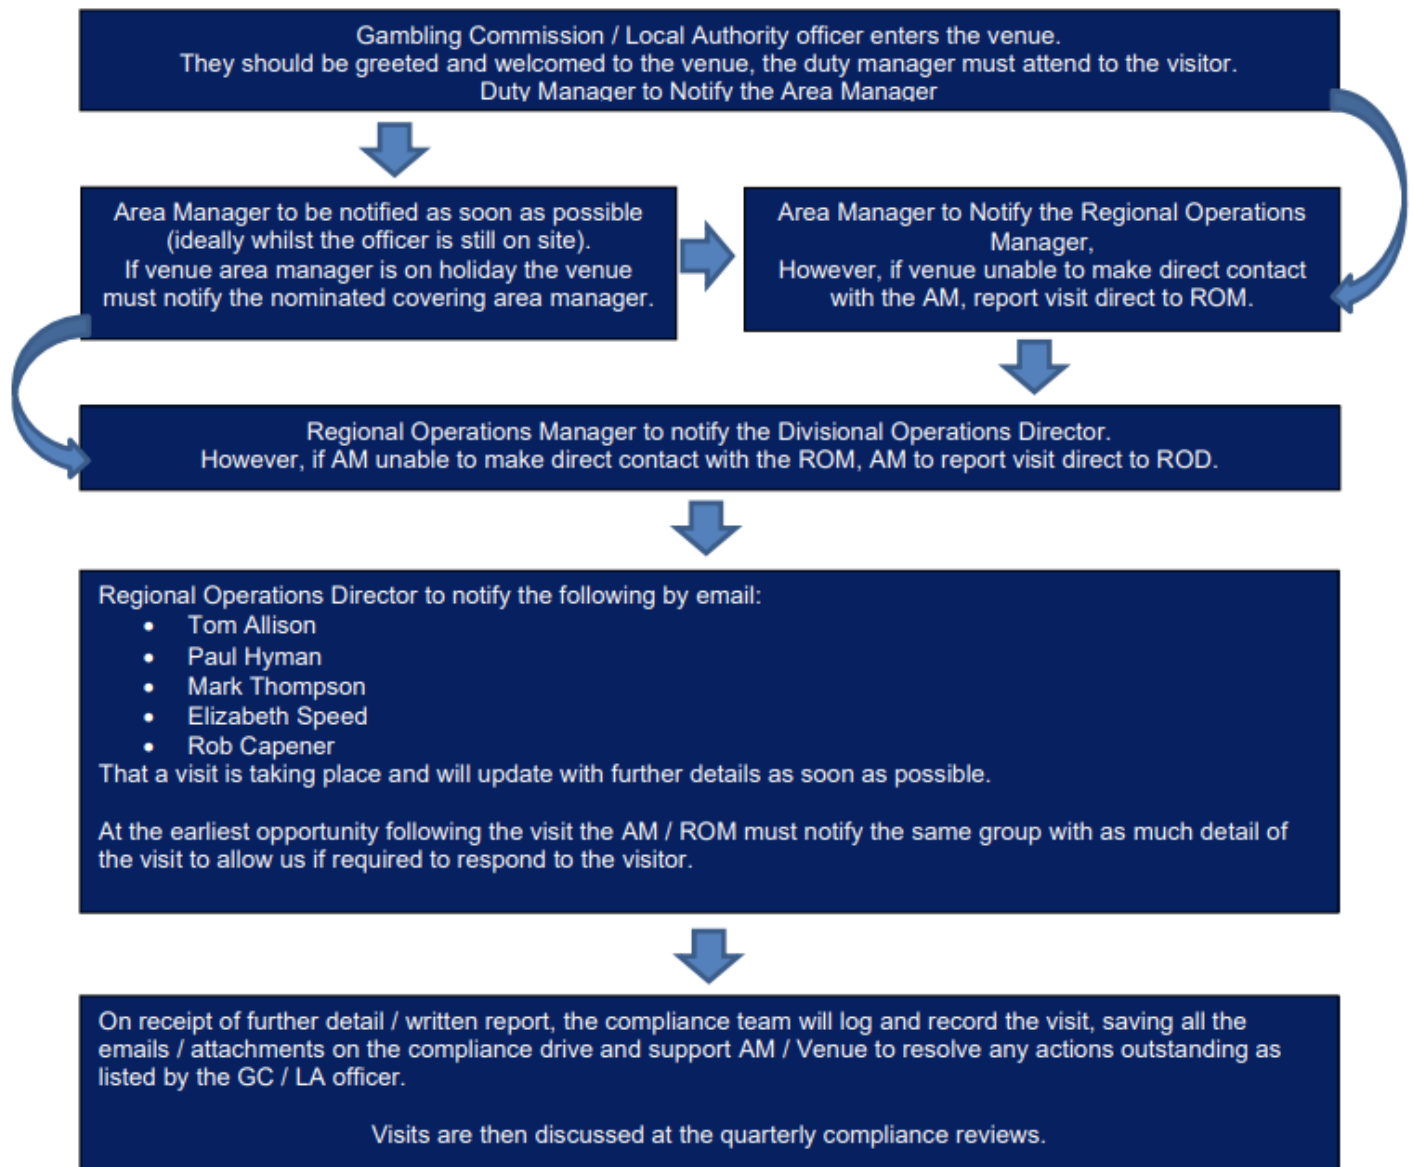 Gambling Commission / Local Authority officer enters the venue.
They should be greeted and welcomed to the venue, the duty manager must attend to the visitor.
Duty Manager to Notify the Area Manager
Area Manager to be notified as soon as possible
(ideally whilst the officer is still on site).
If venue area manager is on holiday the venue
must notify the nominated covering area manager.
Area Manager to Notify the Regional Operations
Manager,
However, if venue unable to make direct contact
with the AM, report visit direct to ROM.
Regional Operations Manager to notify the Divisional Operations Director.
However, if AM unable to make direct contact with the ROM, AM to report visit direct to ROD.
Regional Operations Director to notify the following by email:
• Tom Allison
• Paul Hyman
• Mark Thompson
• Elizabeth Speed
• Rob Capener
That a visit is taking place and will update with further details as soon as possible.
At the earliest opportunity following the visit the AM / ROM must notify the same group with as much detail of
the visit to allow us if required to respond to the visitor.
On receipt of further detail / written report, the compliance team will log and record the visit, saving all the
emails / attachments on the compliance drive and support AM / Venue to resolve any actions outstanding as
listed by the GC / LA officer.
Visits are then discussed at the quarterly compliance reviews.